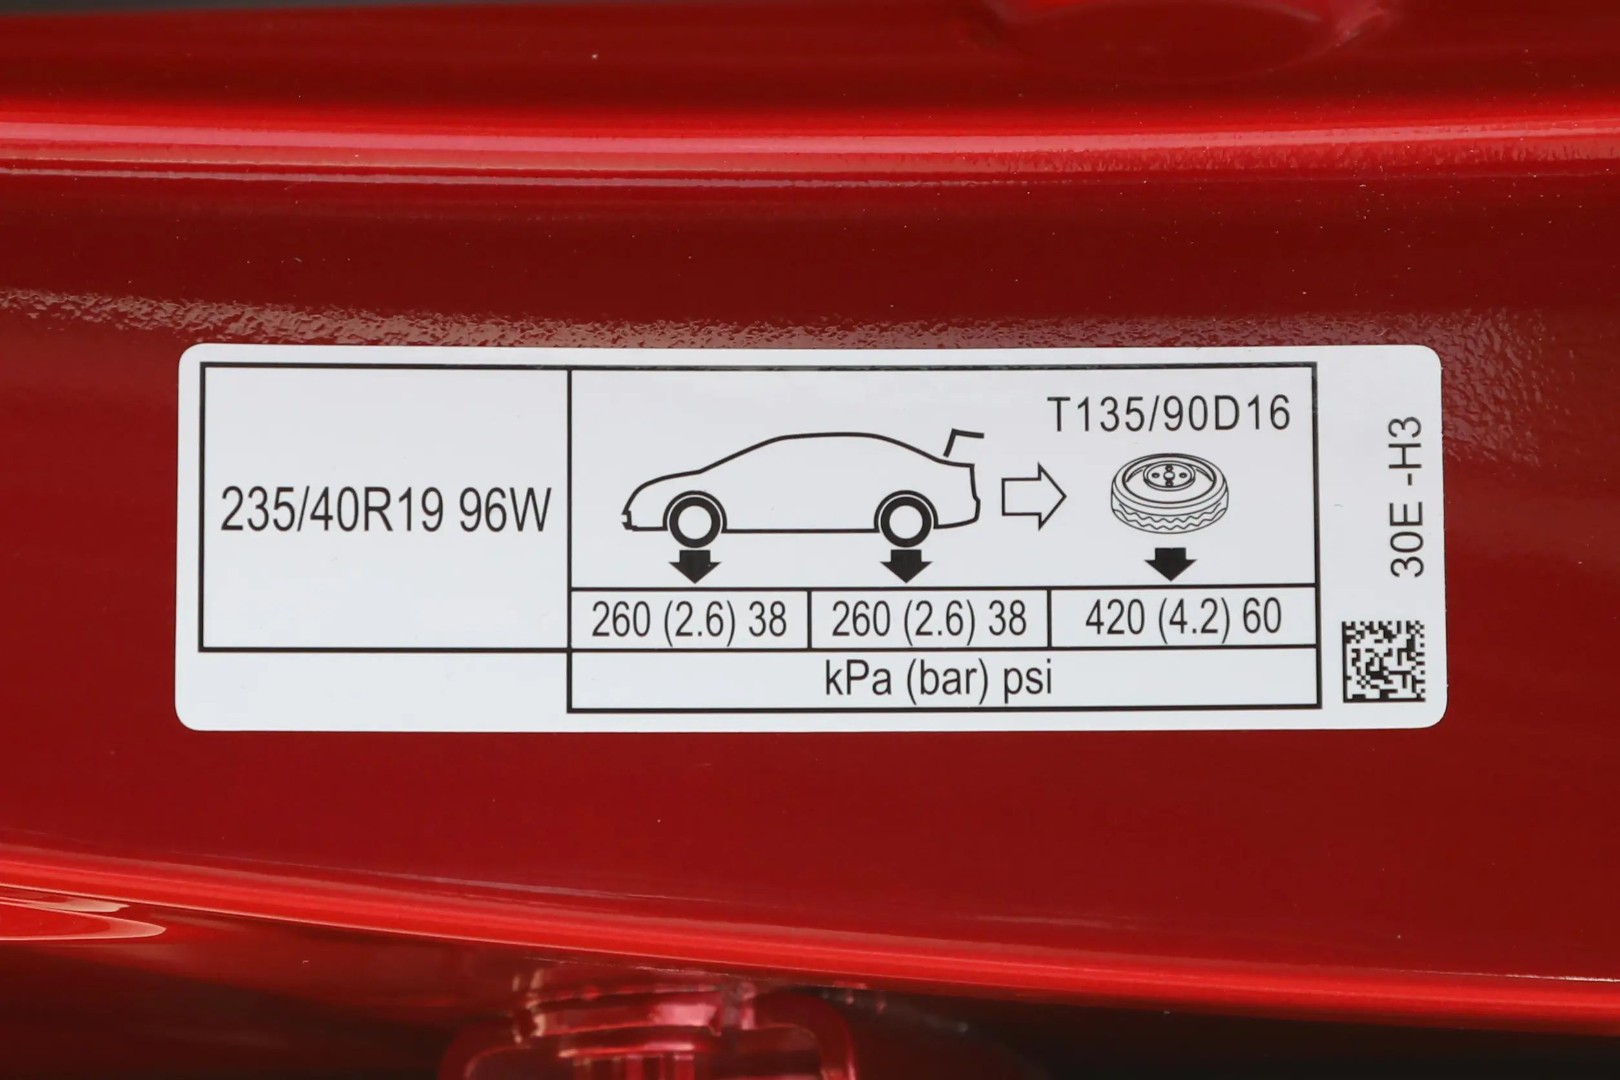 235/40R19 96W
T135/90D16
260 (2.6) 38
260 (2.6) 38
420 (4.2) 60
kPa (bar) psi
30E -H3